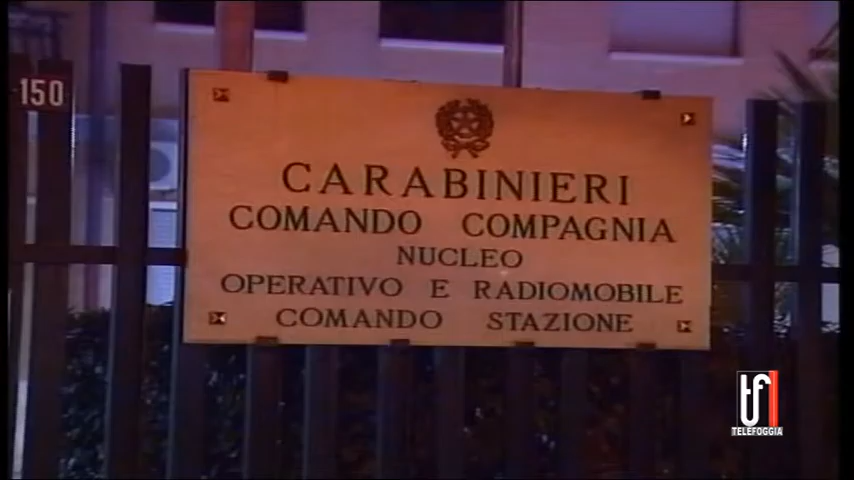 150
CARABINIERI
COMANDO COMPAGNIA
NUCLEO
OPERATIVO E RADIOMOBILE
COMANDO STAZIONE
tf
TELEFOGGIA